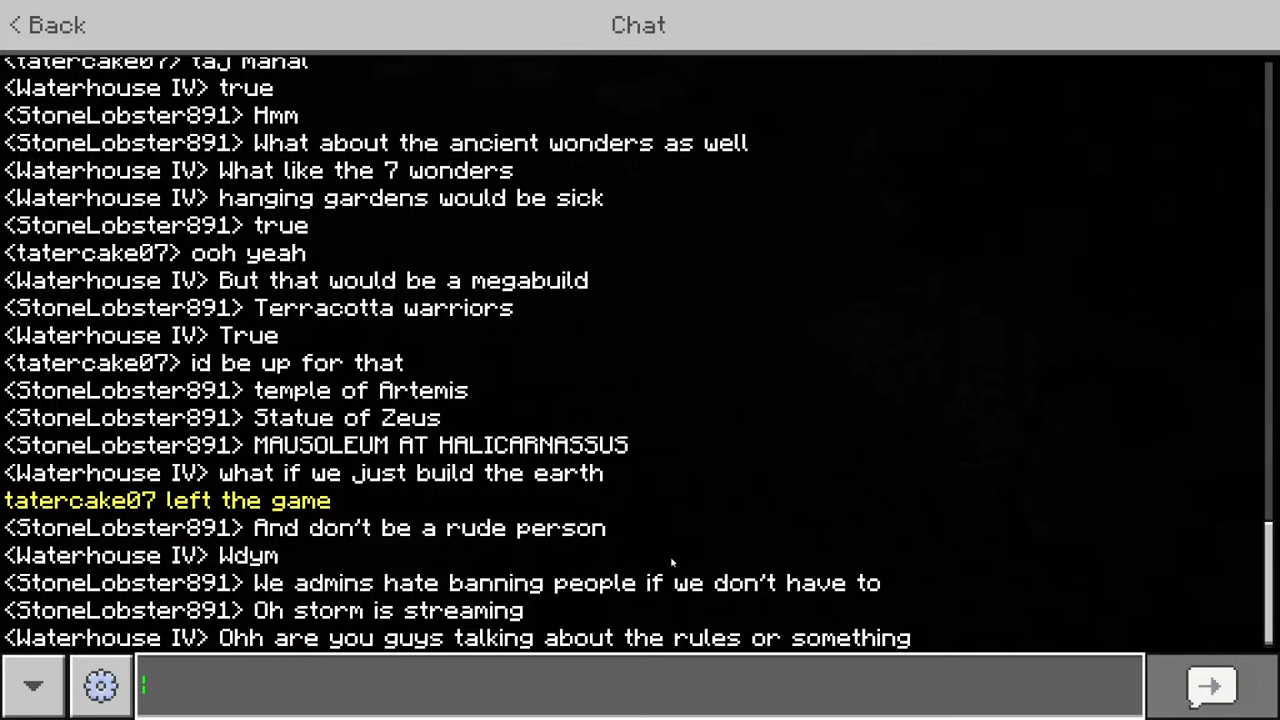 < Back
Chat
<tatercake07> taj mahal
<Waterhouse IV> true
<StoneLobster891> Hmm
<StoneLobster891> What about the ancient wonders as well
<Waterhouse IV> What like the 7 wonders
<Waterhouse IV> hanging gardens would be sick
<StoneLobster891> true
<tatercake07> ooh yeah
<Waterhouse IV> But that would be a megabuild
<StoneLobster891> Terracotta warriors
<Waterhouse IV> True
<tatercake07> id be up for that
<StoneLobster891> temple of Artemis
<StoneLobster891> Statue of Zeus
<StoneLobster891> MAUSOLEUM AT HALICARNASSUS
<Waterhouse IV> what if we just build the earth
tatercake07 left the game
<StoneLobster891> And don't be a rude person
<Waterhouse IV> Wdym
<StoneLobster891> We admins hate banning people if we don't have to
<StoneLobster891> Oh storm is streaming
<Waterhouse IV> Ohh are you guys talking about the rules or something